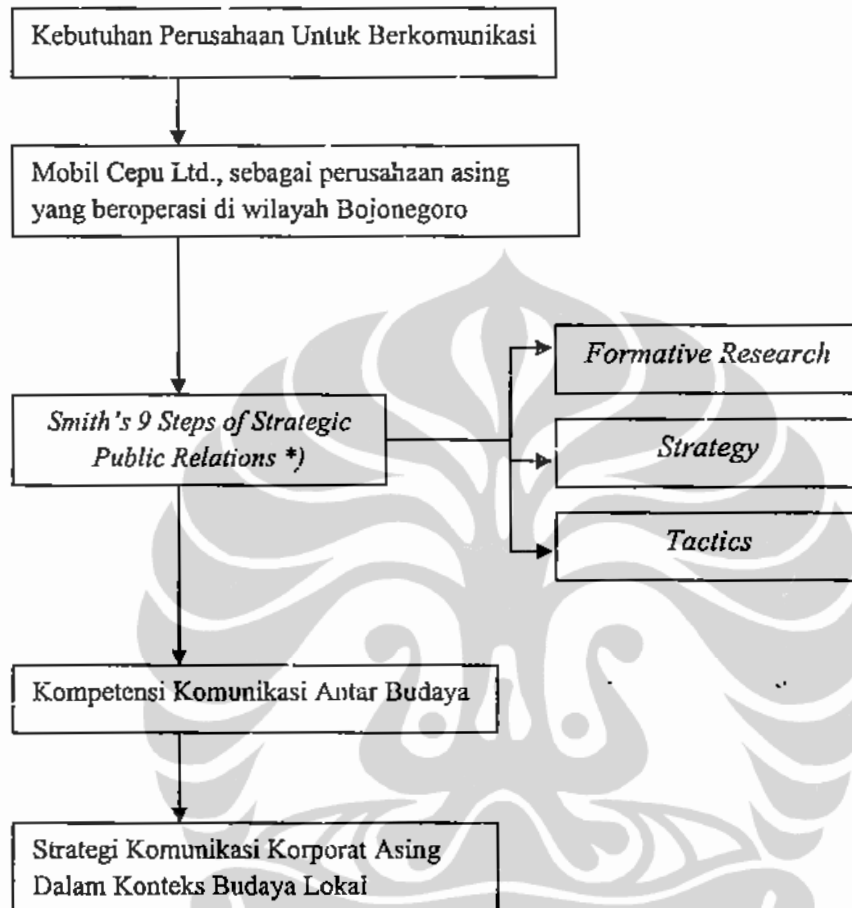 Kebutuhan Perusahaan Untuk Berkomunikasi
Mobil Cepu Ltd., sebagai perusahaan asing
yang beroperasi di wilayah Bojonegoro
Smith's 9 Steps of Strategic
Public Relations *)
Formative Research
Strategy
Tactics
Kompetensi Komunikasi Antar Budaya
Strategi Komunikasi Korporat Asing
Dalam Konteks Budaya Lokal